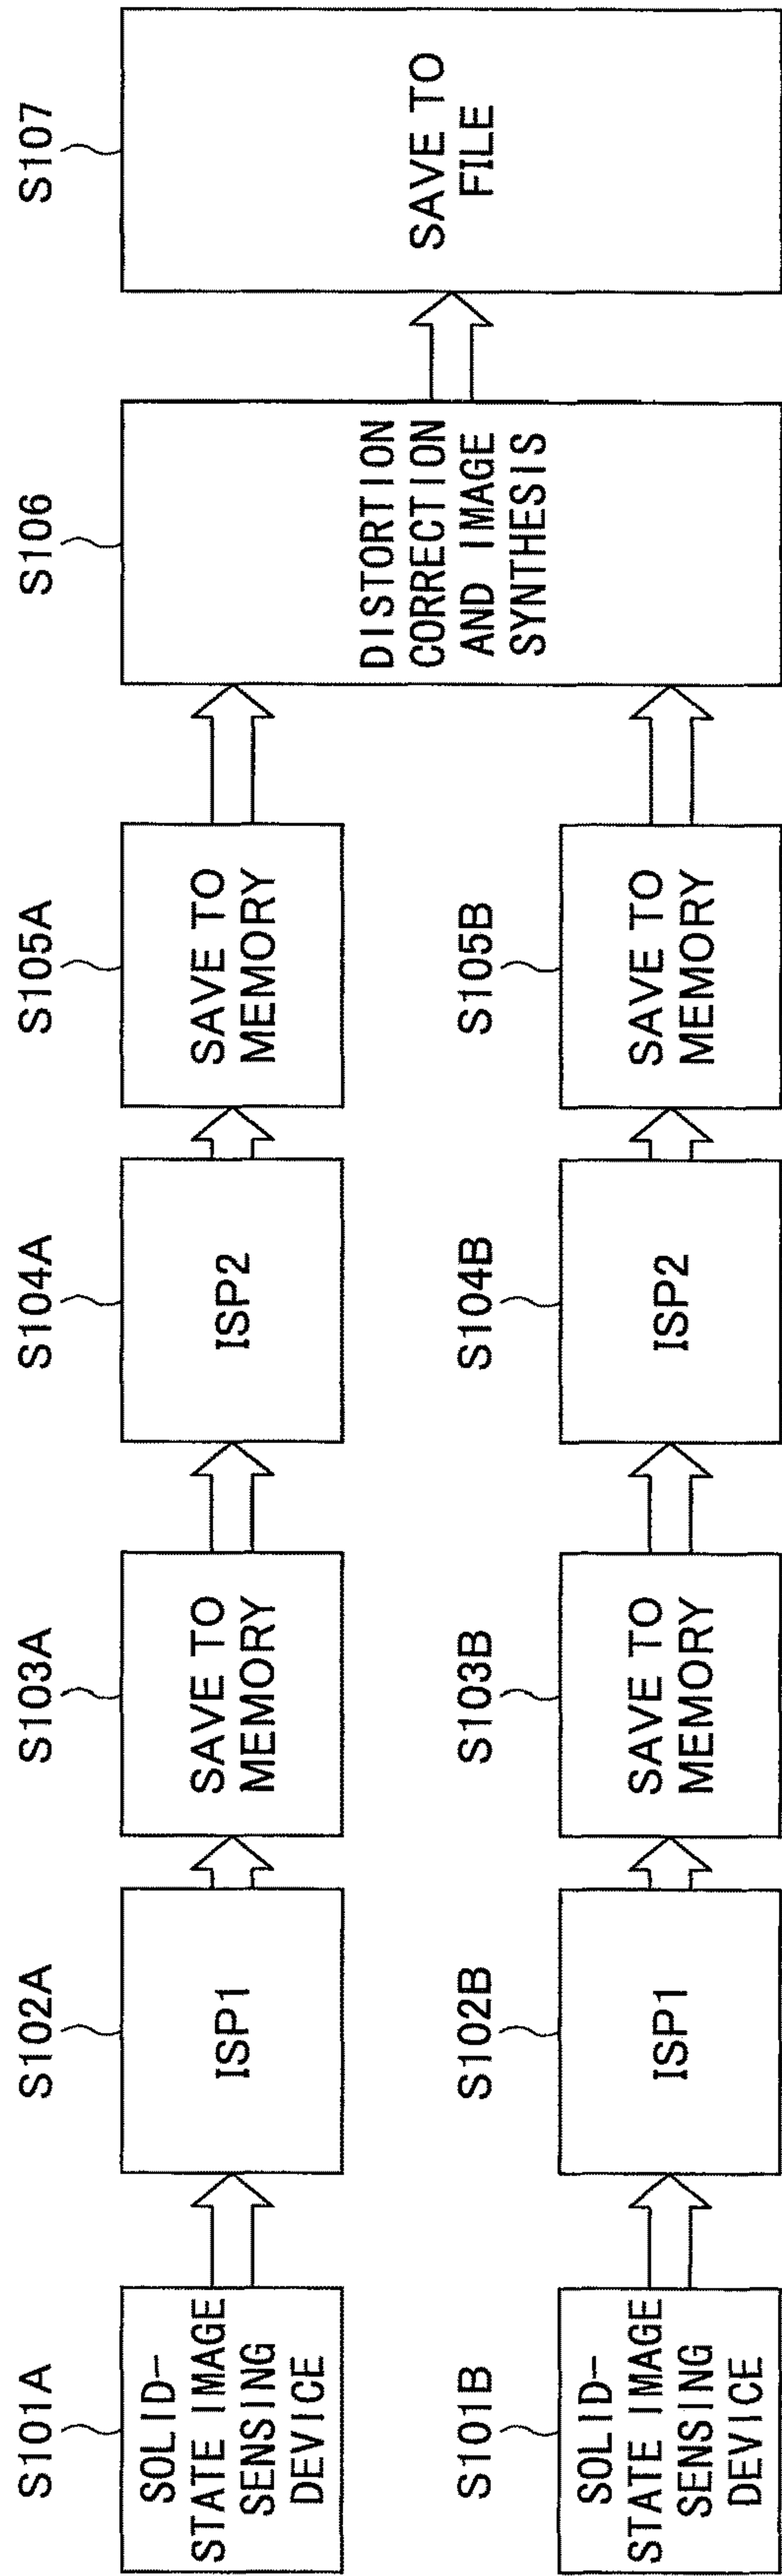 S101A
SOLID-
STATE IMAGE
SENSING
DEVICE
S102A
ISP1
S103A
SAVE TO
MEMORY
S104A
ISP2
S105A
SAVE TO
MEMORY
S101B
SOLID-
STATE IMAGE
SENSING
DEVICE
S102B
ISP1
S103B
SAVE TO
MEMORY
S104B
ISP2
S105B
SAVE TO
MEMORY
S106
DISTORTION
CORRECTION
AND IMAGE
SYNTHESIS
S107
SAVE TO
FILE